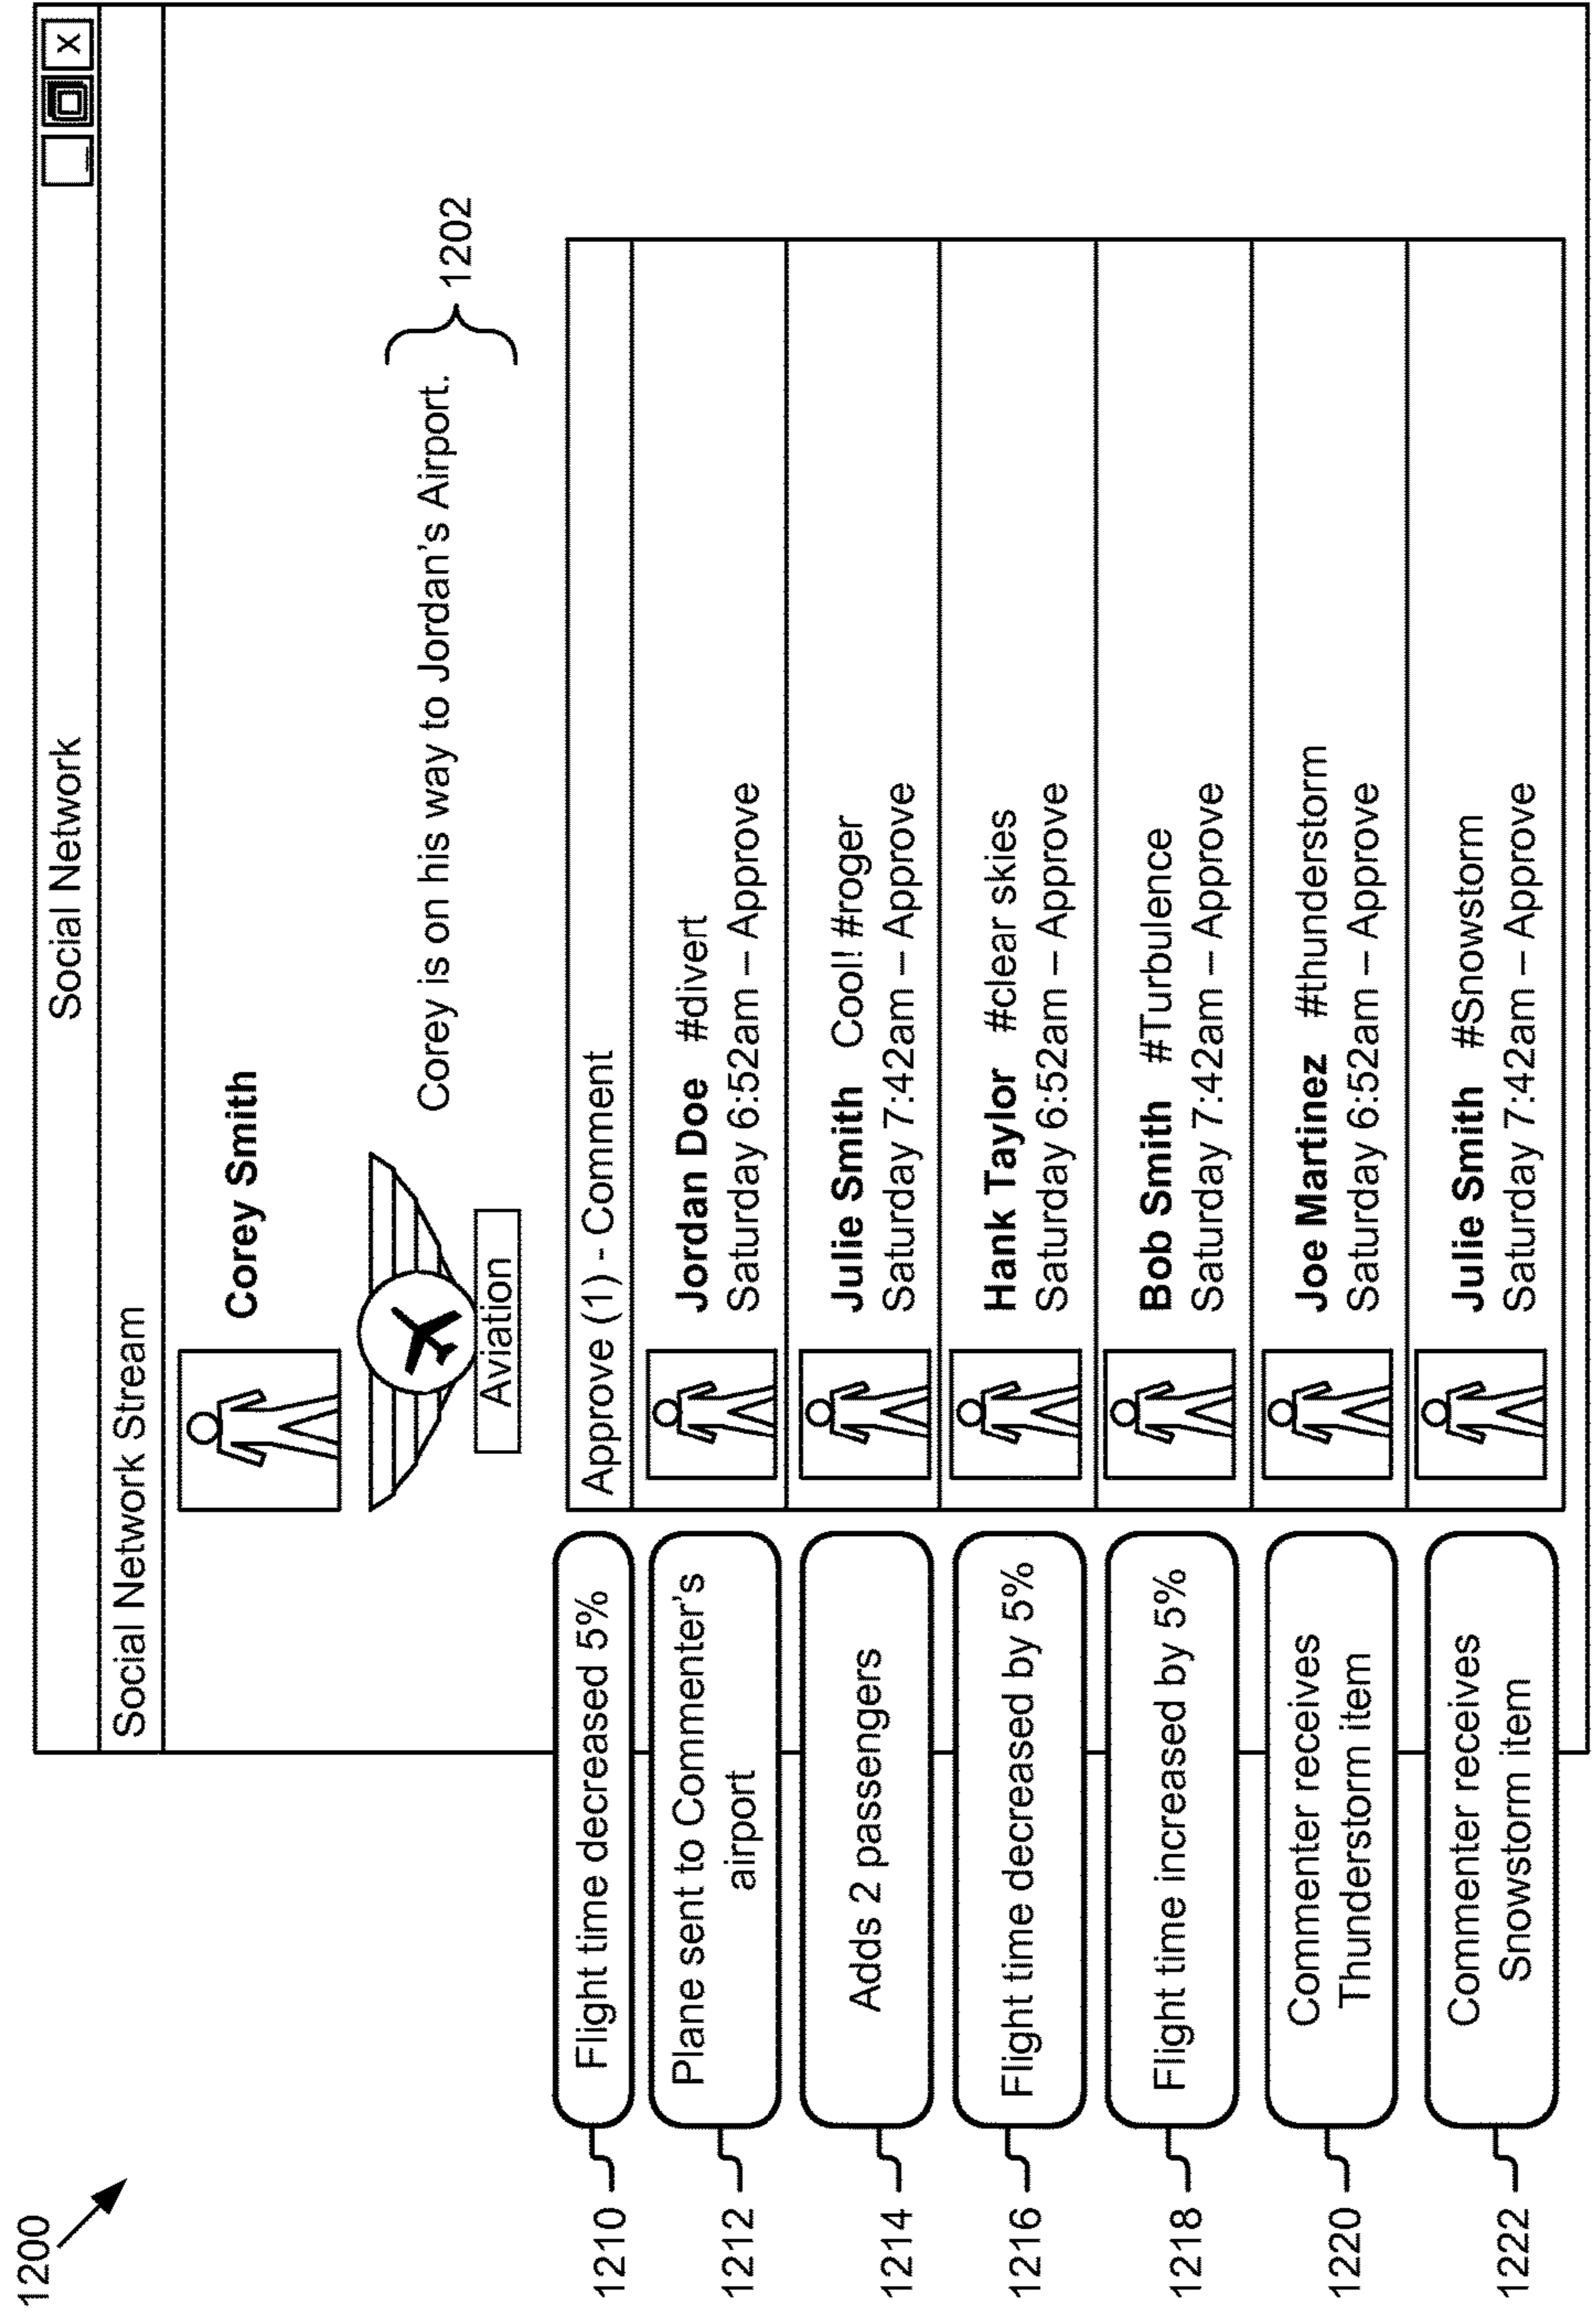 1200
Social Network
X
Social Network Stream
Corey Smith
Aviation
Corey is on his way to Jordan's Airport.
1202
1210
Flight time decreased 5%
Approve (1) - Comment
1212
Plane sent to Commenter's
airport
Jordan Doe #divert
Saturday 6:52am – Approve
1214
Adds 2 passengers
Julie Smith Cool! #roger
Saturday 7:42am – Approve
1216
Flight time decreased by 5%
Hank Taylor #clear skies
Saturday 6:52am – Approve
1218
Flight time increased by 5%
Bob Smith #Turbulence
Saturday 7:42am – Approve
1220
Commenter receives
Thunderstorm item
Joe Martinez #thunderstorm
Saturday 6:52am – Approve
1222
Commenter receives
Snowstorm item
Julie Smith #Snowstorm
Saturday 7:42am – Approve